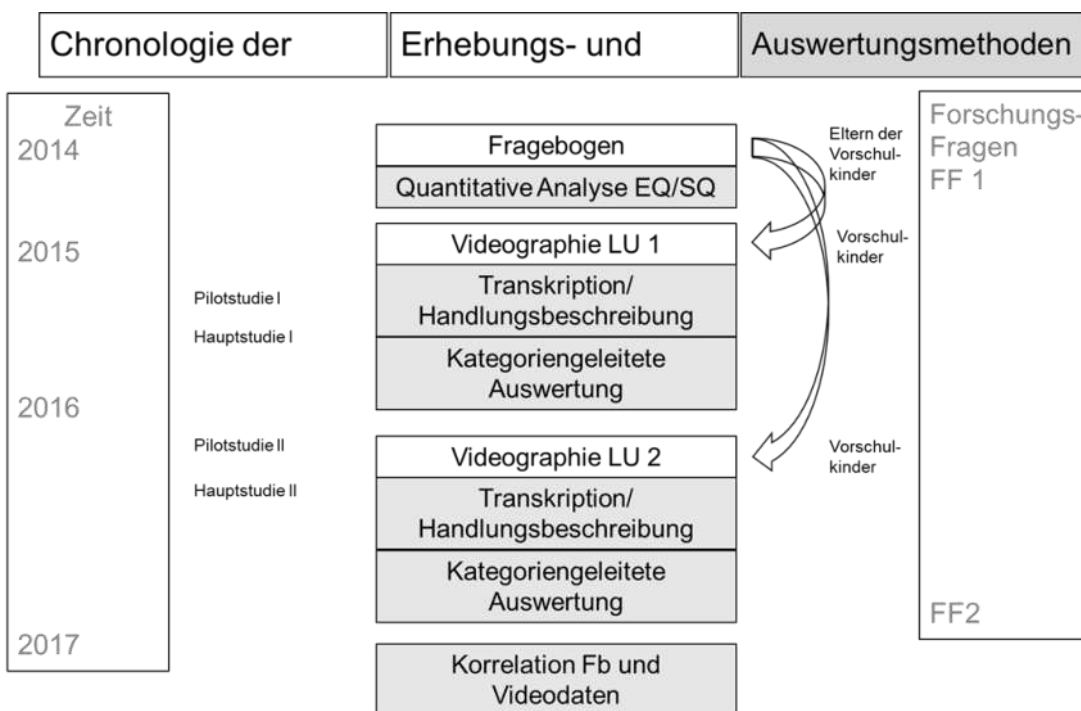 Chronologie der
Erhebungs- und
Auswertungsmethoden
Zeit
2014
2015
2016
2017
Pilotstudie I
Hauptstudie I
Pilotstudie II
Hauptstudie II
Fragebogen
Quantitative Analyse EQ/SQ
Videographie LU 1
Transkription/
Handlungsbeschreibung
Kategoriengeleitete
Auswertung
Videographie LU 2
Transkription/
Handlungsbeschreibung
Kategoriengeleitete
Auswertung
Korrelation Fb und
Videodaten
Eltern der
Vorschul-
kinder
Vorschul-
kinder
Vorschul-
kinder
Forschungs-
Fragen
FF 1
FF2